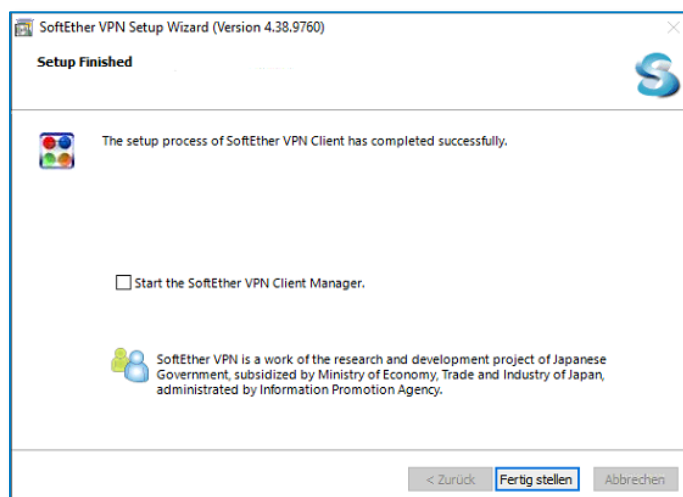 SoftEther VPN Setup Wizard (Version 4.38.9760)
Setup Finished
The setup process of SoftEther VPN Client has completed successfully.
Start the SoftEther VPN Client Manager.
SoftEther VPN is a work of the research and development project of Japanese
Government, subsidized by Ministry of Economy, Trade and Industry of Japan,
administrated by Information Promotion Agency.
< Zurück Fertig stellen Abbrechen